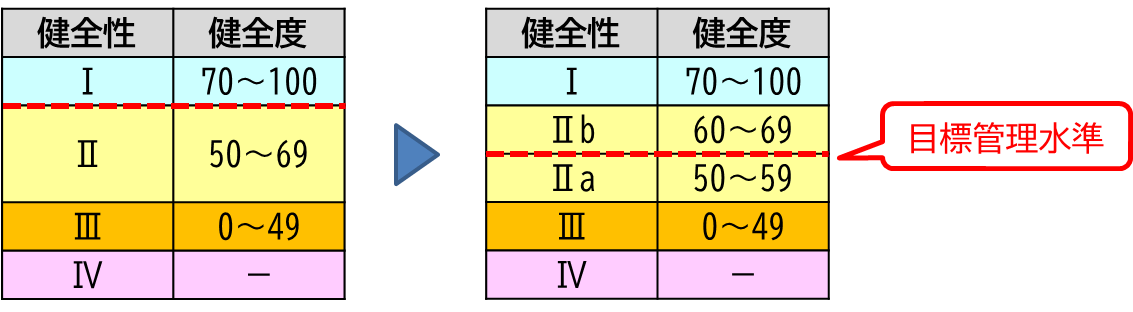 健全性 健全度
Ⅰ 70～100
Ⅱ 50～69
Ⅲ 0～49
Ⅳ －
健全性 健全度
Ⅰ 70～100
Ⅱb 60～69
Ⅱa 50～59
Ⅲ 0～49
Ⅳ －
目標管理水準